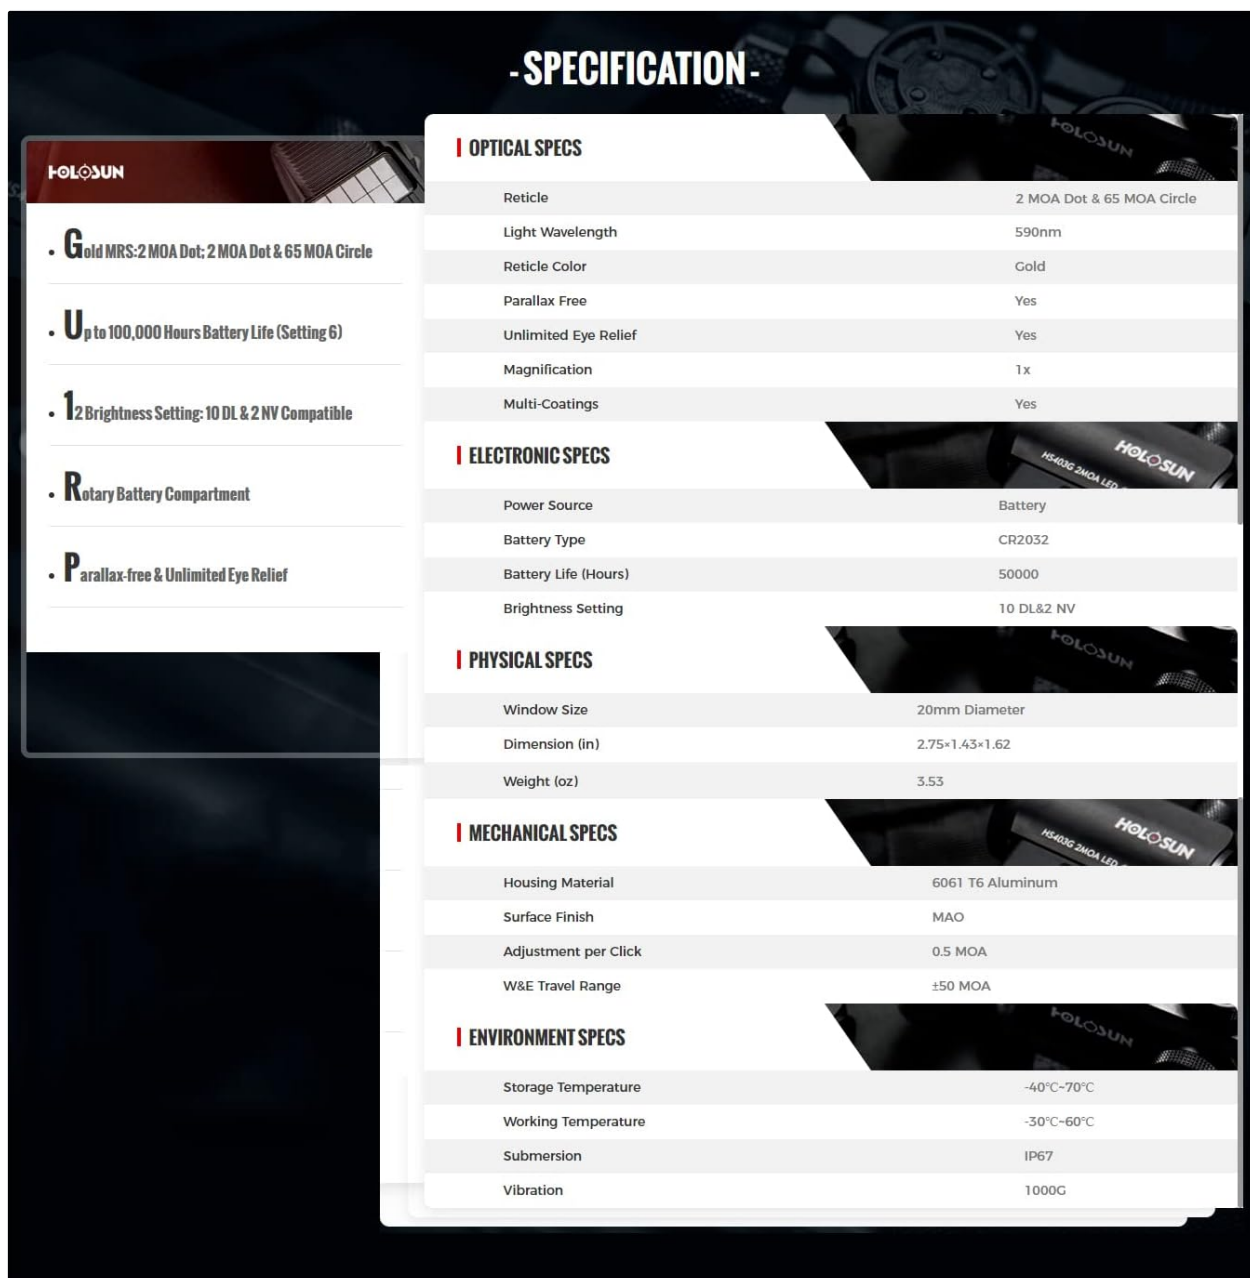 -SPECIFICATION-
HOLOSUN
• Gold MRS:2 MOA Dot; 2 MOA Dot & 65 MOA Circle
• Up to 100,000 Hours Battery Life (Setting 6)
• 12 Brightness Setting: 10 DL & 2 NV Compatible
• Rotary Battery Compartment
• Parallax-free & Unlimited Eye Relief
OPTICAL SPECS
HOLOSUN
Reticle 2 MOA Dot & 65 MOA Circle
Light Wavelength 590nm
Reticle Color Gold
Parallax Free Yes
Unlimited Eye Relief Yes
Magnification 1x
Multi-Coatings Yes
ELECTRONIC SPECS
HOLOSUN
HS403G 2MOA LED
Power Source Battery
Battery Type CR2032
Battery Life (Hours) 50000
Brightness Setting 10 DL&2 NV
PHYSICAL SPECS
HOLOSUN
Window Size 20mm Diameter
Dimension (in) 2.75×1.43×1.62
Weight (oz) 3.53
MECHANICAL SPECS
HOLOSUN
HS403G 2MOA LED
Housing Material 6061 T6 Aluminum
Surface Finish MAO
Adjustment per Click 0.5 MOA
W&E Travel Range ±50 MOA
ENVIRONMENT SPECS
HOLOSUN
Storage Temperature -40℃~70℃
Working Temperature -30℃~60℃
Submersion IP67
Vibration 1000G